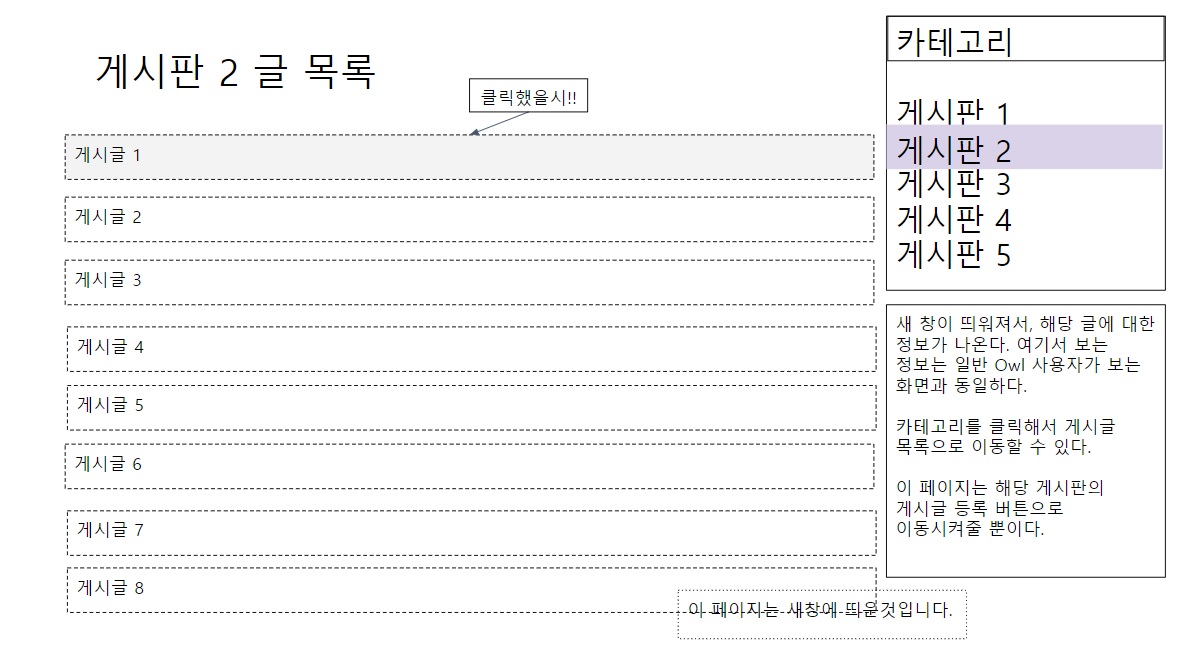 게시판 2 글 목록
클릭했을시!!
게시글 1
게시글 2
게시글 3
게시글 4
게시글 5
게시글 6
게시글 7
게시글 8
이 페이지는 새창에 띄운것입니다.
카테고리
게시판 1
게시판 2
게시판 3
게시판 4
게시판 5
새 창이 띄워져서, 해당 글에 대한
정보가 나온다. 여기서 보는
정보는 일반 Owl 사용자가 보는
화면과 동일하다.
카테고리를 클릭해서 게시글
목록으로 이동할 수 있다.
이 페이지는 해당 게시판의
게시글 등록 버튼으로
이동시켜줄 뿐이다.